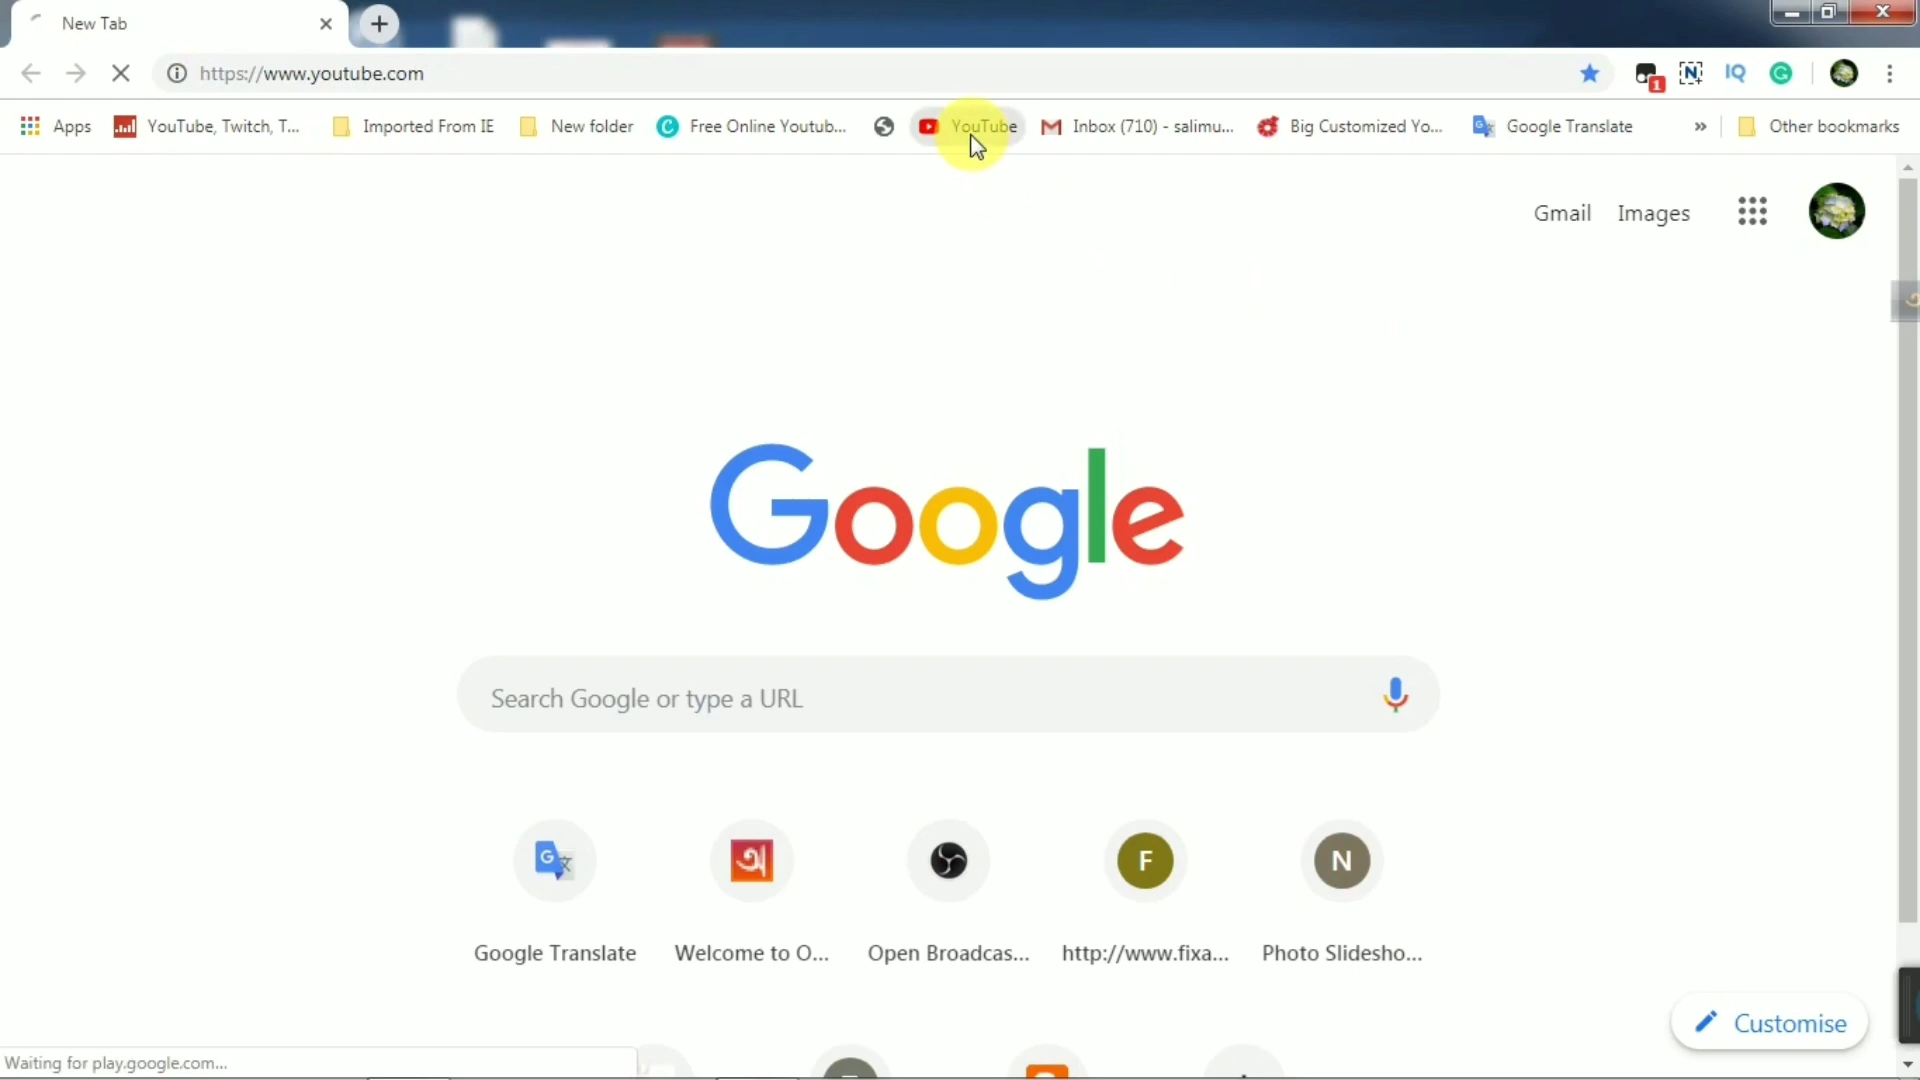 New Tab
https://www.youtube.com
1
IQ
Apps
YouTube, Twitch, T...
Imported From IE
New folder
Free Online Youtub...
YouTube
Inbox (710) - salimu...
Big Customized Yo...
Google Translate
»
Other bookmarks
Gmail
Images
Google
Search Google or type a URL
অ
F
N
Google Translate
Welcome to O...
Open Broadcas...
http://www.fixa...
Photo Slidesho...
Customise
Waiting for play.google.com...